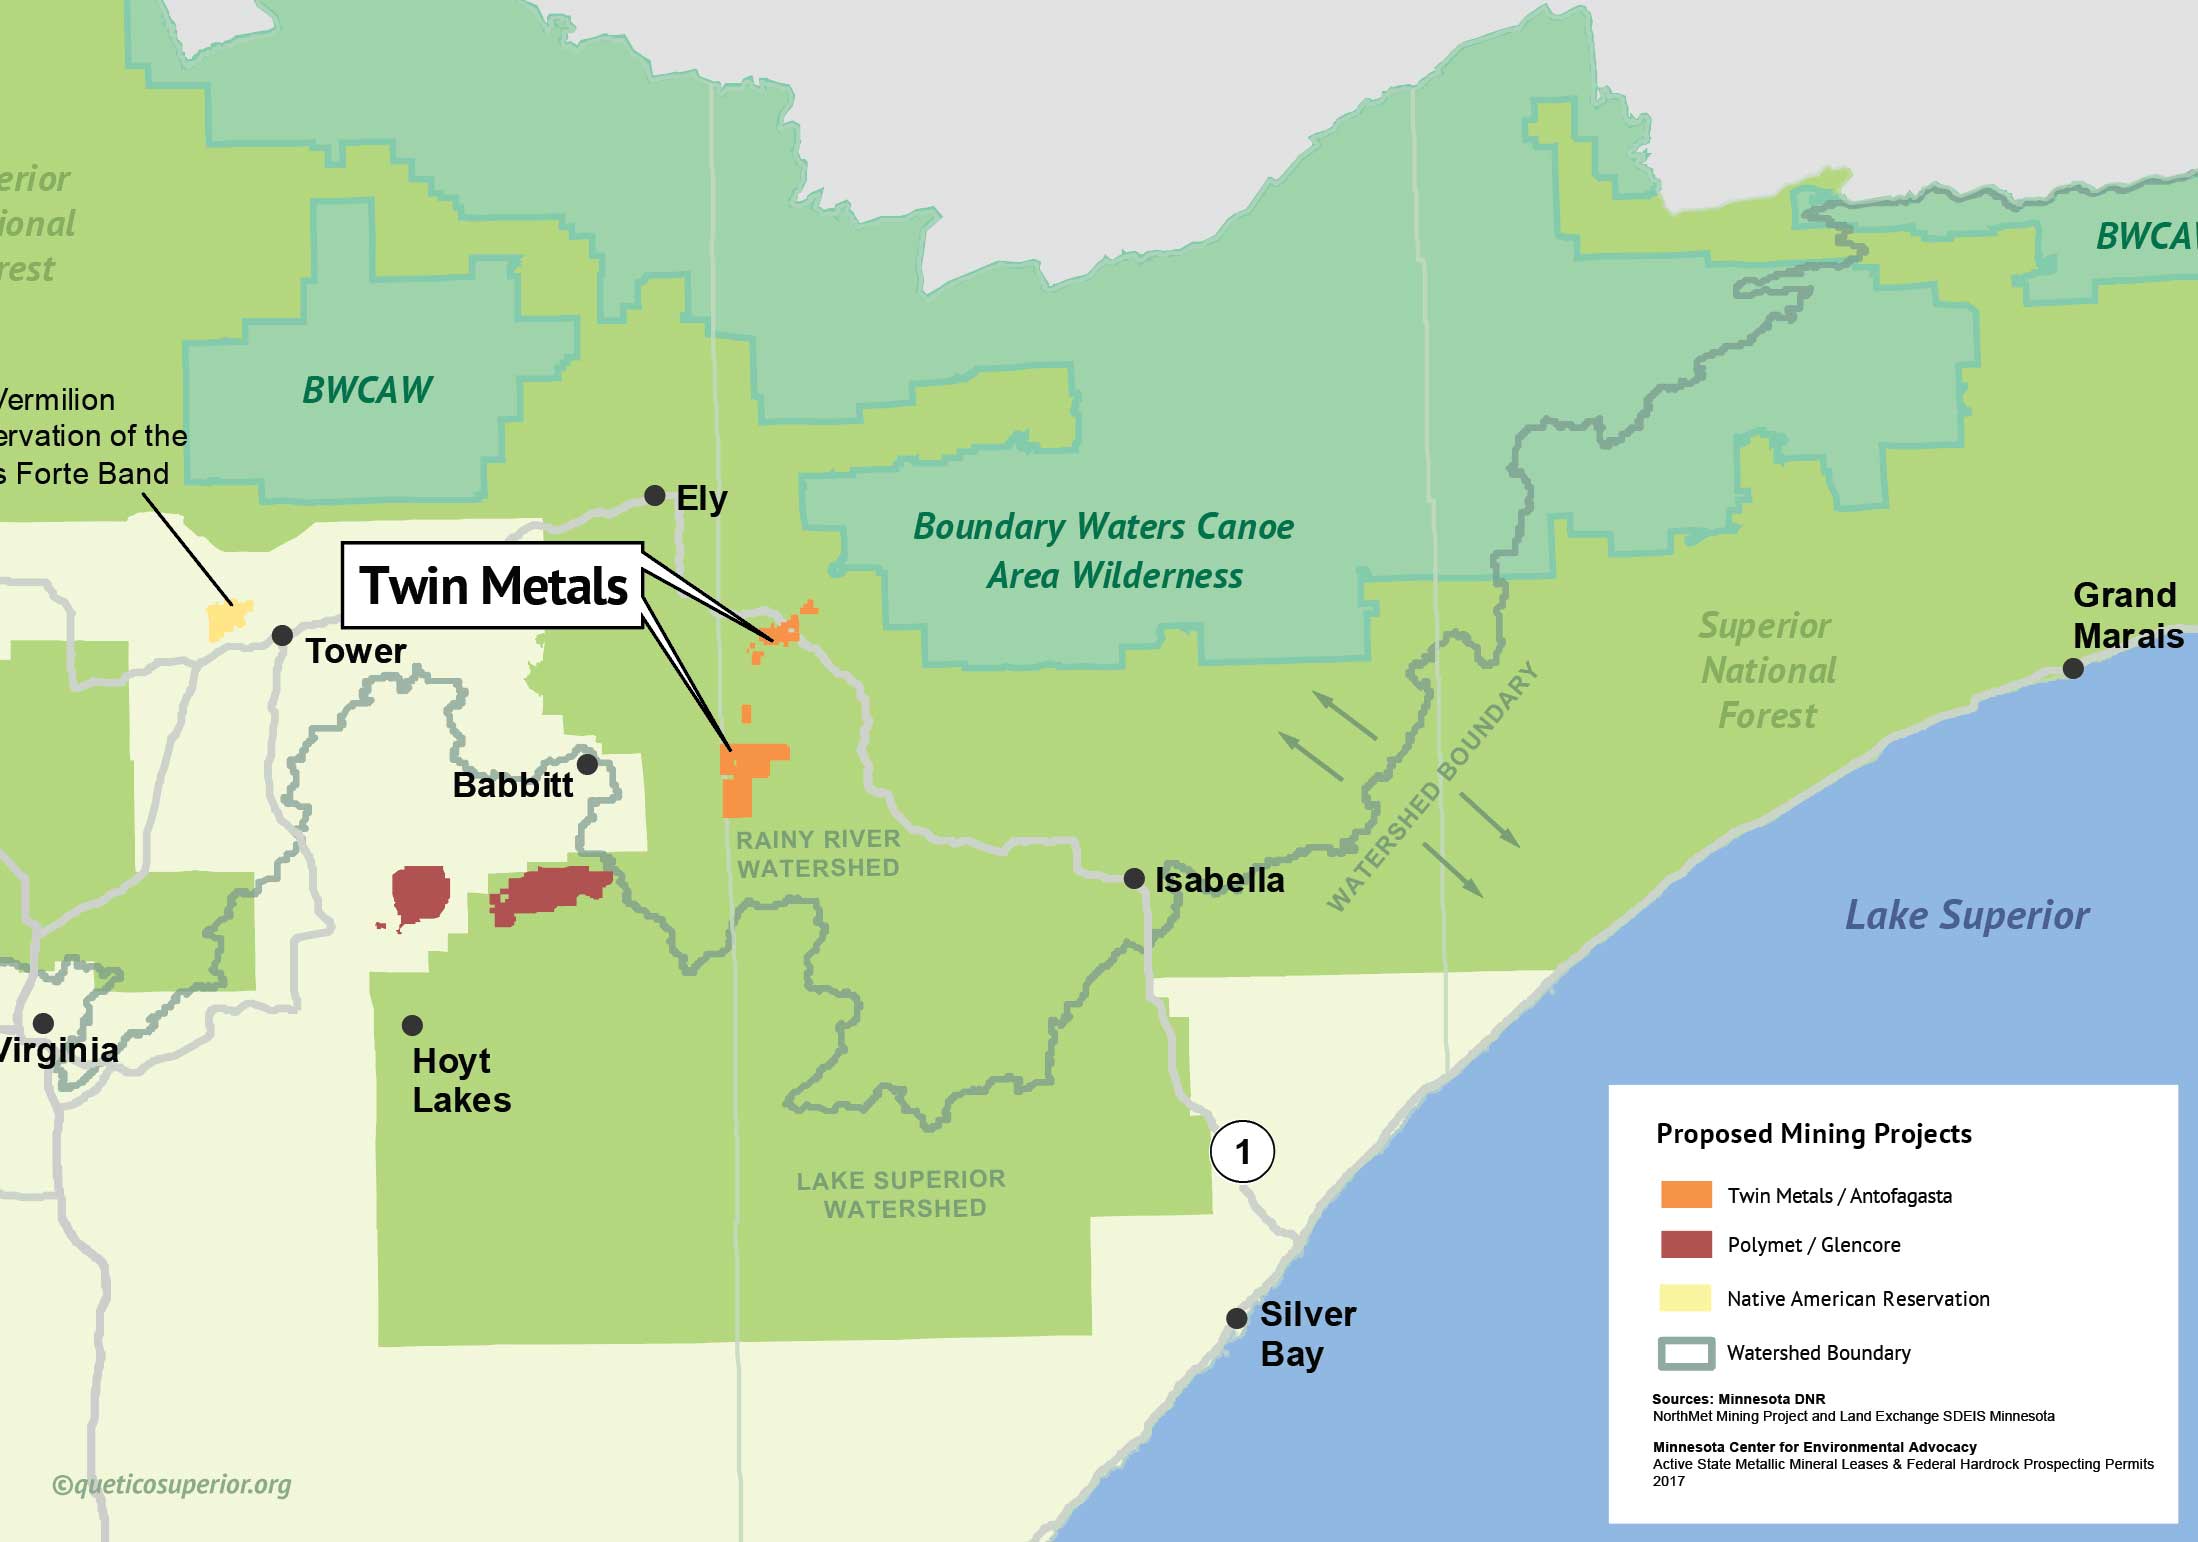 erior
ional
rest
BWCAW
BWCA
Vermilion
ervation of the
s Forte Band
Ely
Twin Metals
Boundary Waters Canoe
Area Wilderness
Tower
Babbitt
Grand
Marais
Superior
National
Forest
WATERSHED BOUNDARY
RAINY RIVER
WATERSHED
Isabella
Lake Superior
Virginia
Hoyt
Lakes
LAKE SUPERIOR
WATERSHED
1
Silver
Bay
Proposed Mining Projects
Twin Metals / Antofagasta
Polymet / Glencore
Native American Reservation
Watershed Boundary
Sources: Minnesota DNR
NorthMet Mining Project and Land Exchange SDEIS Minnesota
Minnesota Center for Environmental Advocacy
Active State Metallic Mineral Leases & Federal Hardrock Prospecting Permits
2017
©queticosuperior.org